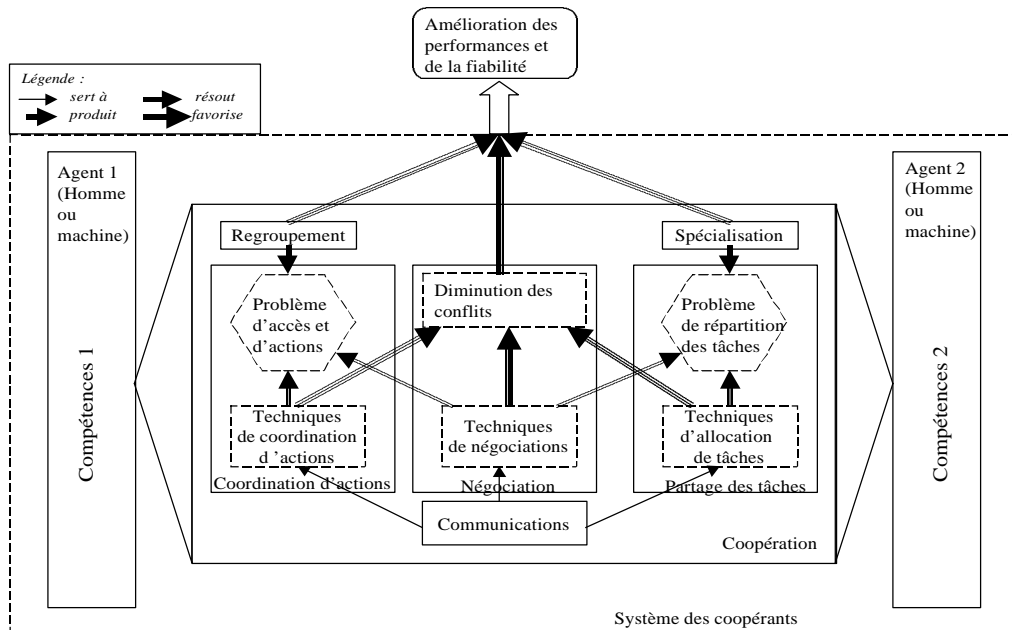 Amélioration des
performances et
de la fiabilité
Légende :
sert à
résout
produit
favorise
Agent 1
(Homme
ou
machine)
Compétences 1
Agent 2
(Homme
ou
machine)
Compétences 2
Regroupement
Spécialisation
Problème
d'accès et
d'actions
Diminution des
conflits
Problème
de répartition
des tâches
Techniques
de coordination
d 'actions
Coordination d'actions
Techniques
de négociations
Négociation
Techniques
d'allocation
de tâches
Partage des tâches
Communications
Coopération
Système des coopérants